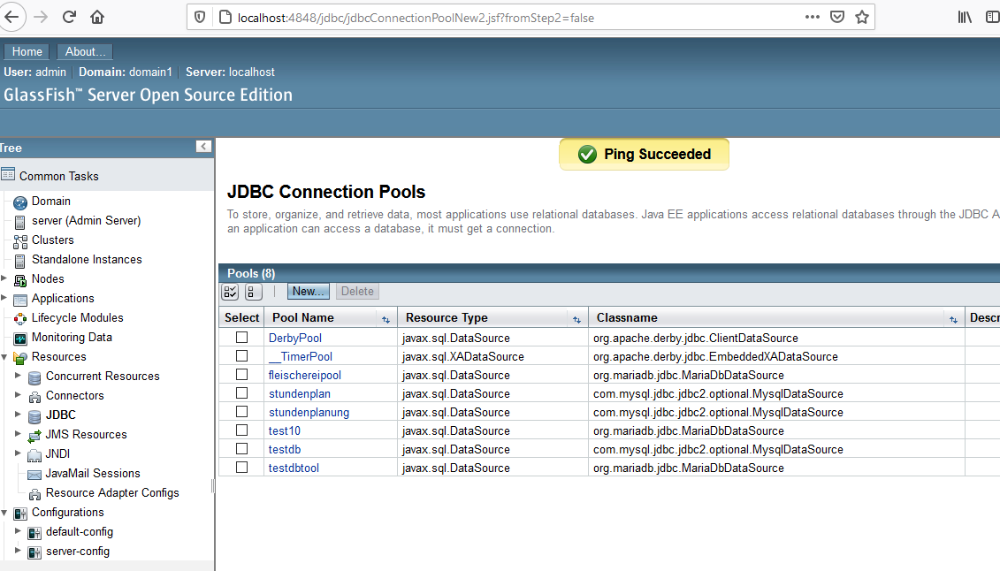 localhost:4848/jdbc/jdbcConnectionPoolNew2.jsf?fromStep2=false
Home About...
User: admin Domain: domain1 Server: localhost
GlassFish™ Server Open Source Edition
Tree
Common Tasks
Domain
server (Admin Server)
Clusters
Standalone Instances
Nodes
Applications
Lifecycle Modules
Monitoring Data
Resources
Concurrent Resources
Connectors
JDBC
JMS Resources
JNDI
JavaMail Sessions
Resource Adapter Configs
Configurations
default-config
server-config
Ping Succeeded
JDBC Connection Pools
To store, organize, and retrieve data, most applications use relational databases. Java EE applications access relational databases through the JDBC A
an application can access a database, it must get a connection.
Pools (8)
New... Delete
Select Pool Name Resource Type Classname Descr
DerbyPool javax.sql.DataSource org.apache.derby.jdbc.ClientDataSource
__TimerPool javax.sql.XADataSource org.apache.derby.jdbc.EmbeddedXADataSource
fleischereipool javax.sql.DataSource org.mariadb.jdbc.MariaDbDataSource
stundenplan javax.sql.DataSource com.mysql.jdbc.jdbc2.optional.MysqlDataSource
stundenplanung javax.sql.DataSource com.mysql.jdbc.jdbc2.optional.MysqlDataSource
test10 javax.sql.DataSource org.mariadb.jdbc.MariaDbDataSource
testdb javax.sql.DataSource com.mysql.jdbc.jdbc2.optional.MysqlDataSource
testdbtool javax.sql.DataSource org.mariadb.jdbc.MariaDbDataSource